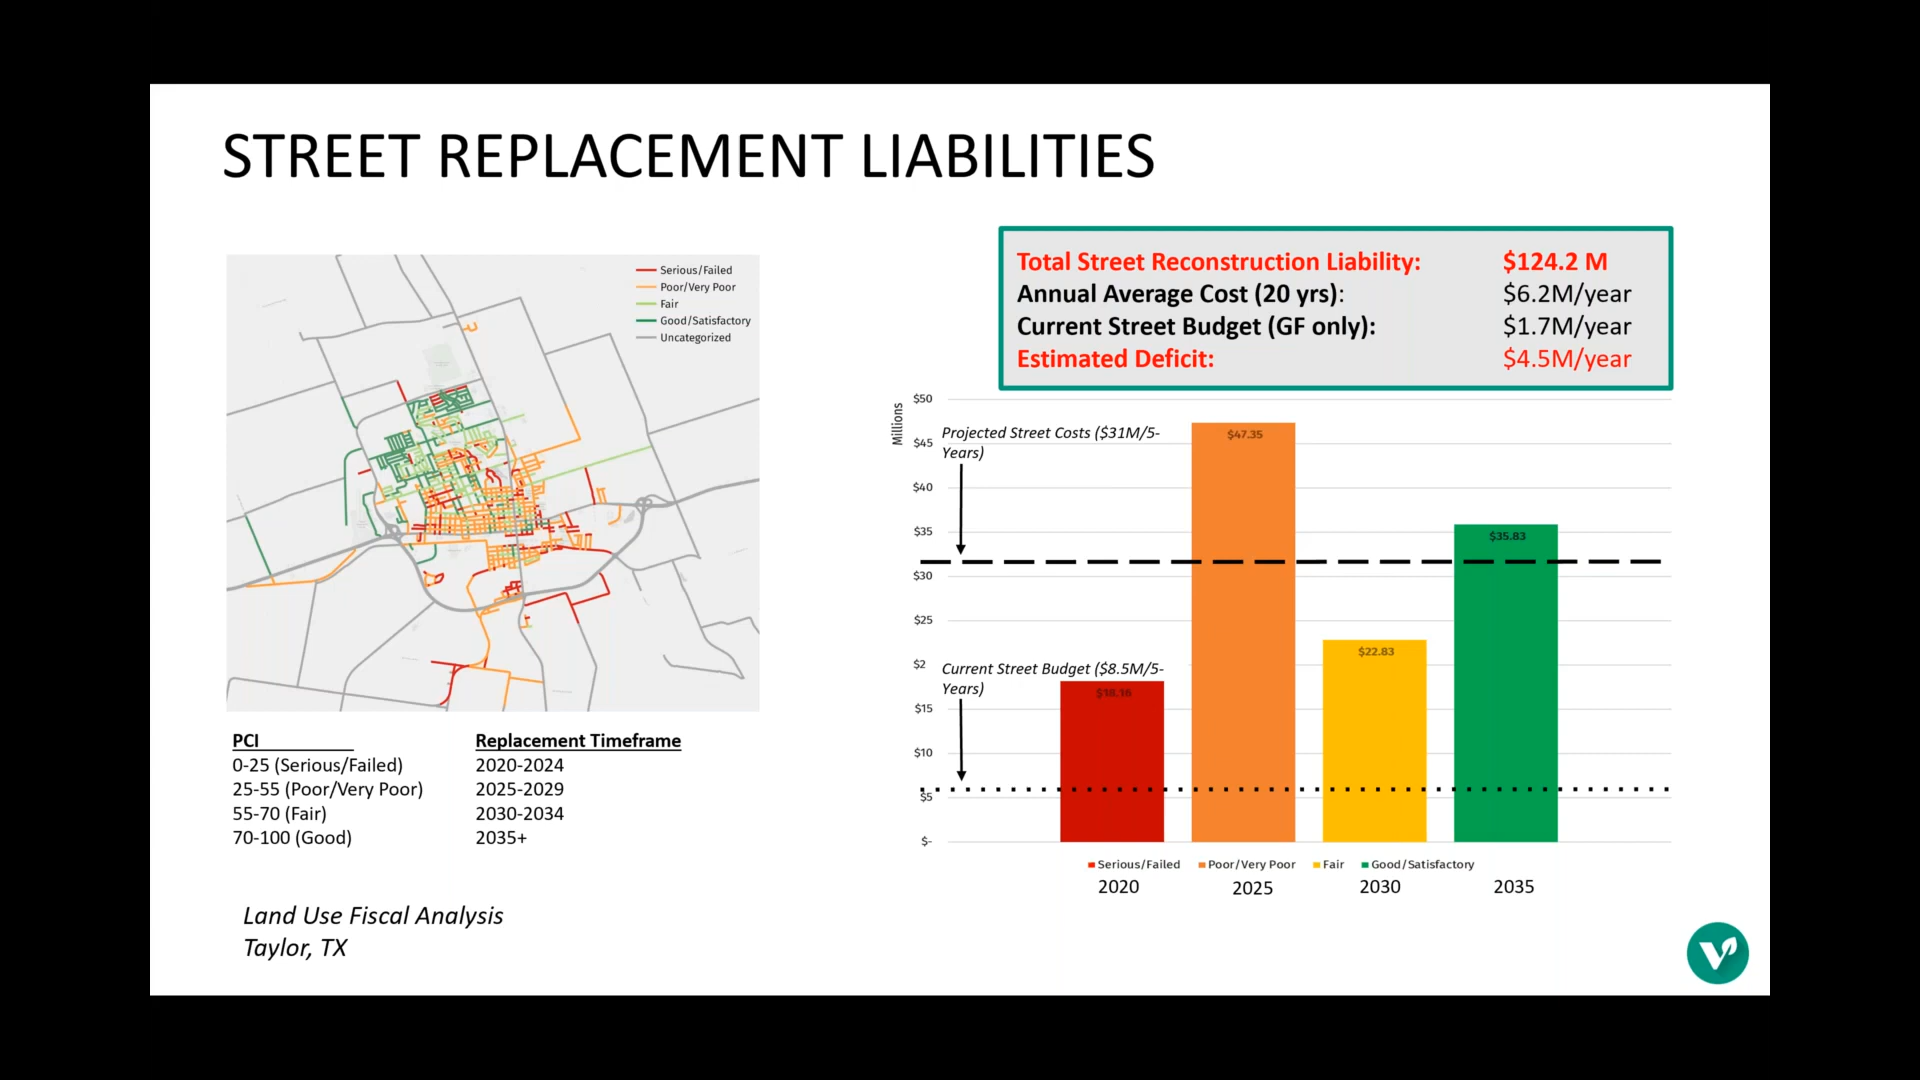 STREET REPLACEMENT LIABILITIES
Serious/Failed
Poor/Very Poor
Fair
Good/Satisfactory
Uncategorized
Total Street Reconstruction Liability: $124.2 M
Annual Average Cost (20 yrs): $6.2M/year
Current Street Budget (GF only): $1.7M/year
Estimated Deficit: $4.5M/year
Millions
$50
$45
$40
$35
$30
$25
$2
$15
$10
$5
$-
Projected Street Costs ($31M/5-
Years)
Current Street Budget ($8.5M/5-
Years)
$18.16
$47.35
$22.83
$35.83
Serious/Failed Poor/Very Poor Fair Good/Satisfactory
2020 2025 2030 2035
PCI Replacement Timeframe
0-25 (Serious/Failed) 2020-2024
25-55 (Poor/Very Poor) 2025-2029
55-70 (Fair) 2030-2034
70-100 (Good) 2035+
Land Use Fiscal Analysis
Taylor, TX